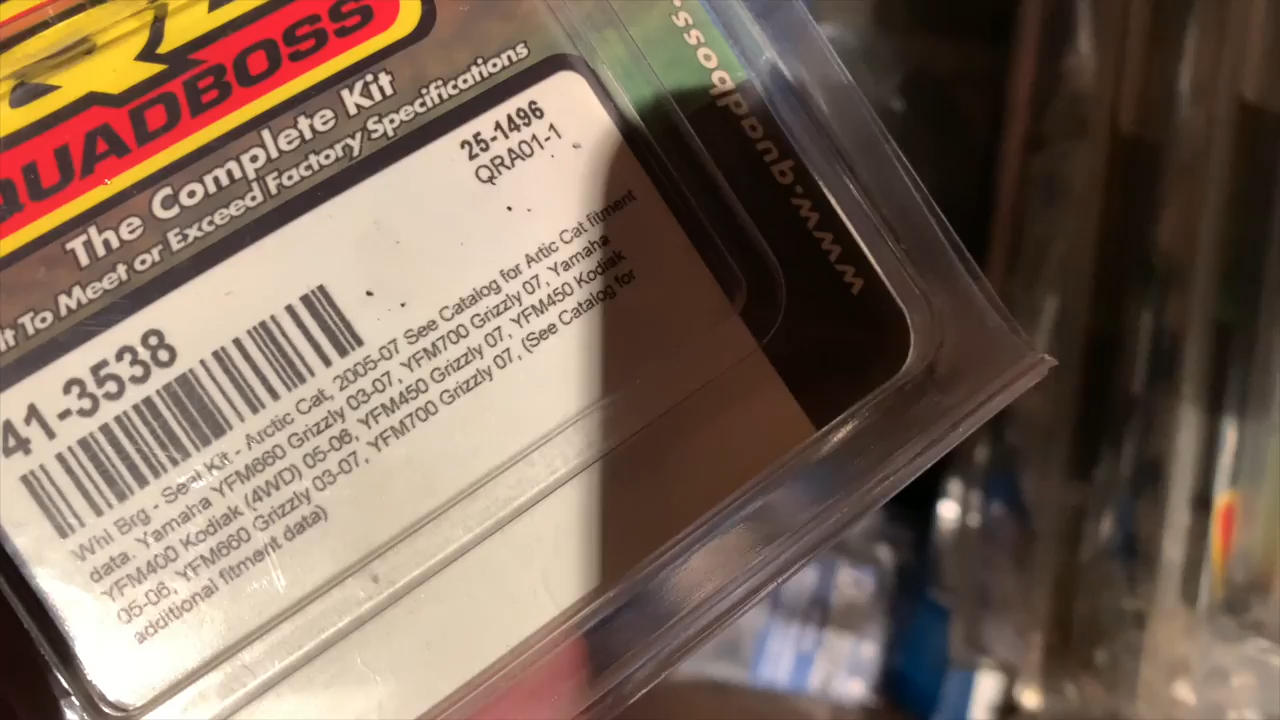 QUADBOSS
The Complete Kit
lt To Meet or Exceed Factory Specifications
25-1496
QRA01-1
41-3538
Whl Brg - Seal Kit - Arctic Cat, 2005-07 See Catalog for Artic Cat fitment
data. Yamaha YFM660 Grizzly 03-07, YFM700 Grizzly 07, Yamaha
YFM400 Kodiak (4WD) 05-06, YFM450 Grizzly 07, YFM450 Kodiak
05-06, YFM660 Grizzly 03-07, YFM700 Grizzly 07, (See Catalog for
additional fitment data)
www.quadboss.